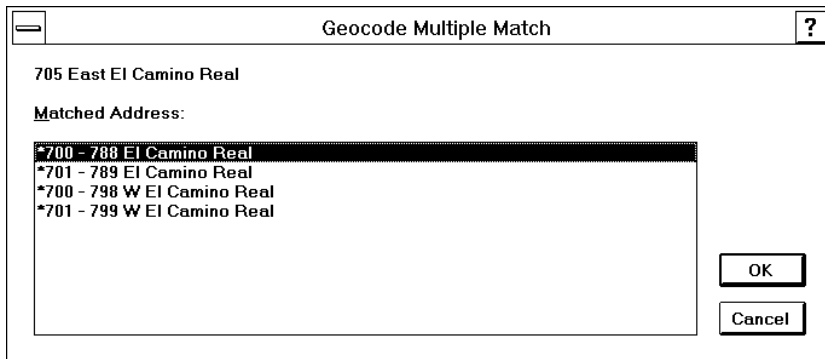 Geocode Multiple Match
?
705 East El Camino Real
Matched Address:
*700 - 788 El Camino Real
*701 - 789 El Camino Real
*700 - 798 W El Camino Real
*701 - 799 W El Camino Real
OK
Cancel